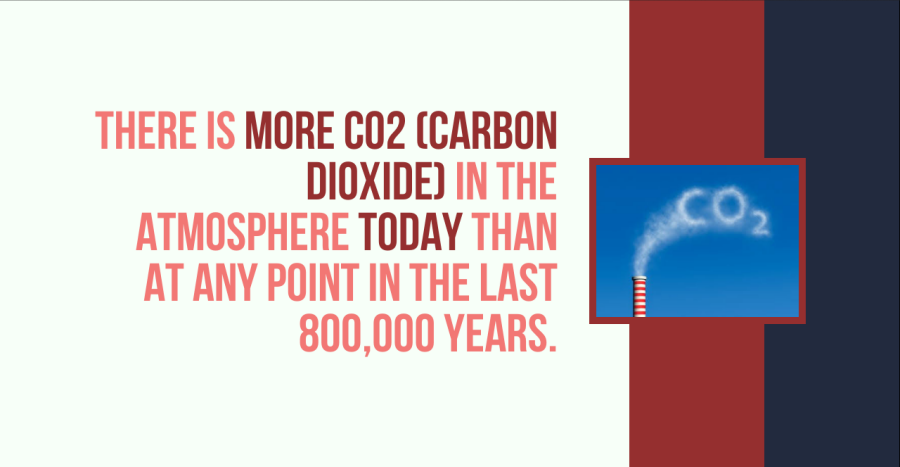 THERE IS MORE CO2 (CARBON
DIOXIDE) IN THE
ATMOSPHERE TODAY THAN
AT ANY POINT IN THE LAST
800,000 YEARS.
CO2